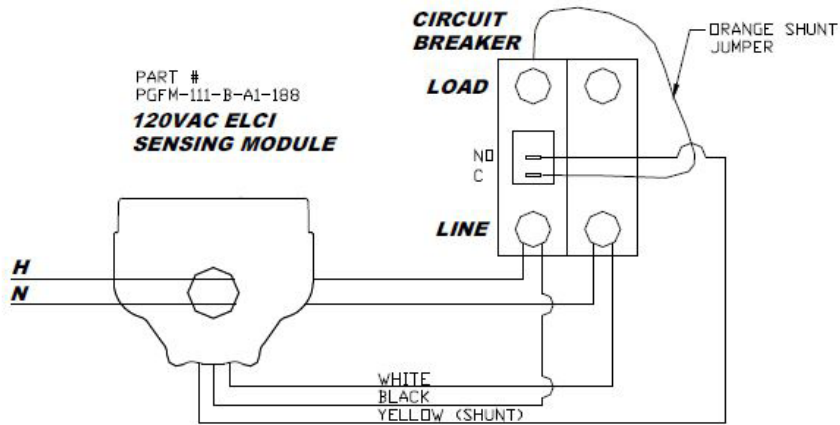 CIRCUIT
BREAKER
ORANGE SHUNT
JUMPER
PART #
PGFM-111-B-A1-188
120VAC ELCI
SENSING MODULE
LOAD
NO
C
LINE
H
N
WHITE
BLACK
YELLOW (SHUNT)